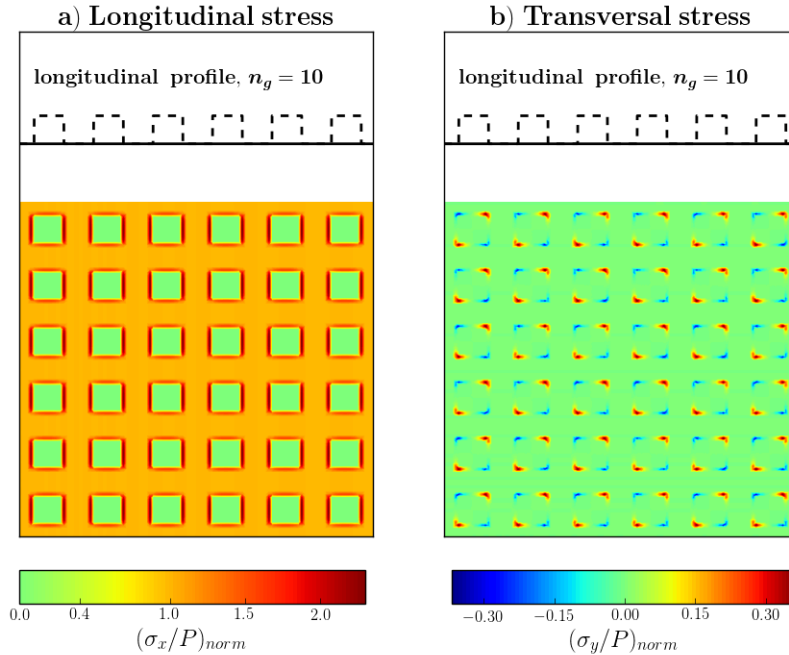 a) Longitudinal stress
longitudinal profile, n_g = 10
0.0 0.4 1.0 1.5 2.0
(σ_x/P)_norm
b) Transversal stress
longitudinal profile, n_g = 10
−0.30 −0.15 0.00 0.15 0.30
(σ_y/P)_norm